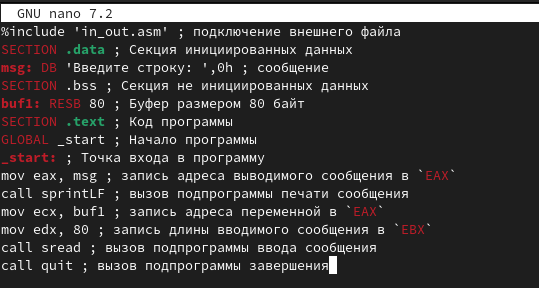 GNU nano 7.2
%include 'in_out.asm' ; подключение внешнего файла
SECTION .data ; Секция инициированных данных
msg: DB 'Введите строку: ',0h ; сообщение
SECTION .bss ; Секция не инициированных данных
buf1: RESB 80 ; Буфер размером 80 байт
SECTION .text ; Код программы
GLOBAL _start ; Начало программы
_start: ; Точка входа в программу
mov eax, msg ; запись адреса выводимого сообщения в `EAX`
call sprintLF ; вызов подпрограммы печати сообщения
mov ecx, buf1 ; запись адреса переменной в `EAX`
mov edx, 80 ; запись длины вводимого сообщения в `EBX`
call sread ; вызов подпрограммы ввода сообщения
call quit ; вызов подпрограммы завершения